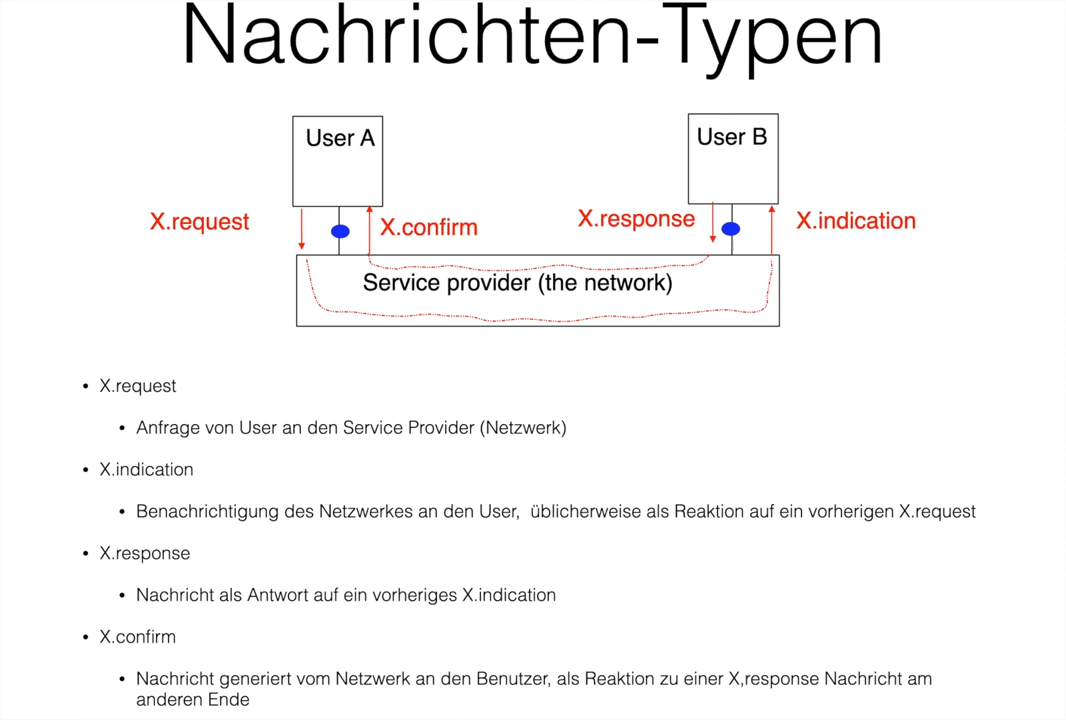 Nachrichten-Typen
User A
User B
X.request
X.confirm
X.response
X.indication
Service provider (the network)
• X.request
• Anfrage von User an den Service Provider (Netzwerk)
• X.indication
• Benachrichtigung des Netzwerkes an den User, üblicherweise als Reaktion auf ein vorherigen X.request
• X.response
• Nachricht als Antwort auf ein vorheriges X.indication
• X.confirm
• Nachricht generiert vom Netzwerk an den Benutzer, als Reaktion zu einer X,response Nachricht am
anderen Ende